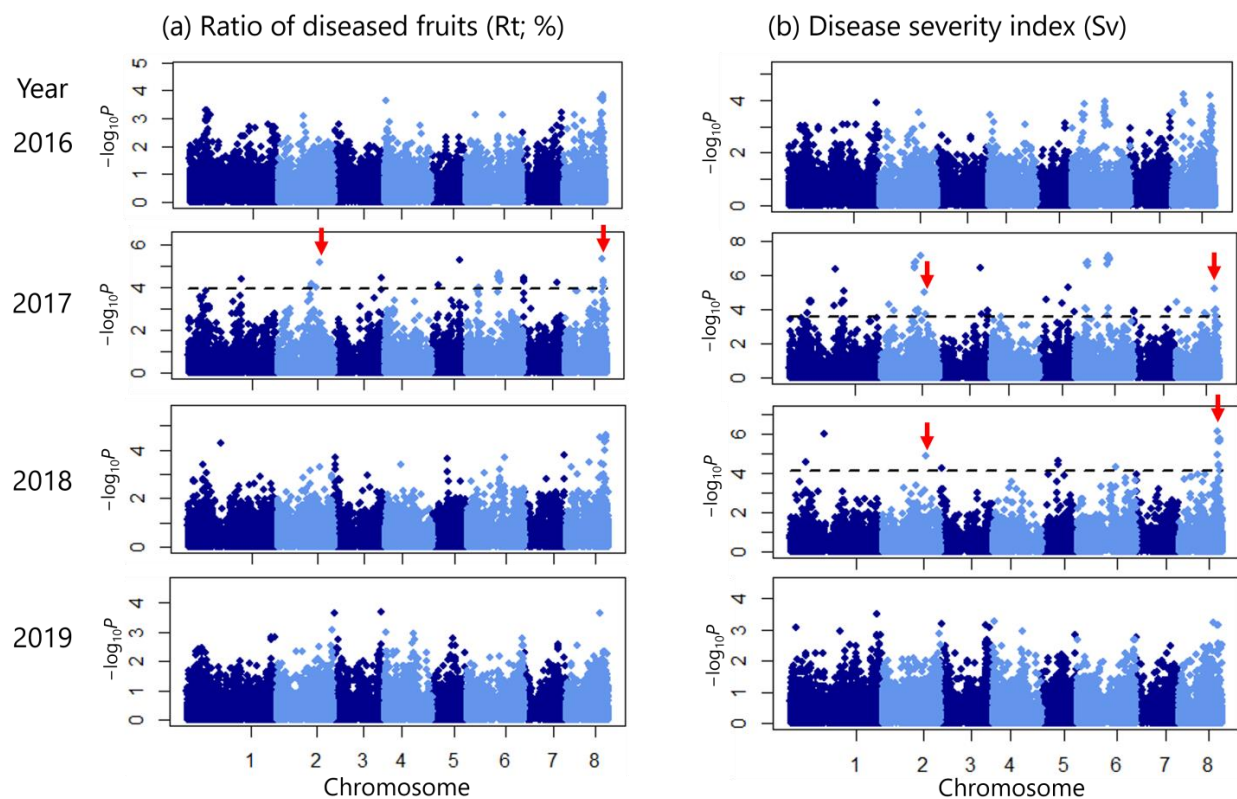 (a) Ratio of diseased fruits (Rt; %)
(b) Disease severity index (Sv)
Year
2016
−log10P
0 1 2 3 4 5
−log10P
0 2 4
2017
−log10P
0 2 4 6
−log10P
0 2 4 6 8
2018
−log10P
0 2 4
−log10P
0 2 4 6
2019
−log10P
0 1 2 3 4
−log10P
0 1 2 3 4
1 2 3 4 5 6 7 8
1 2 3 4 5 6 7 8
Chromosome
Chromosome